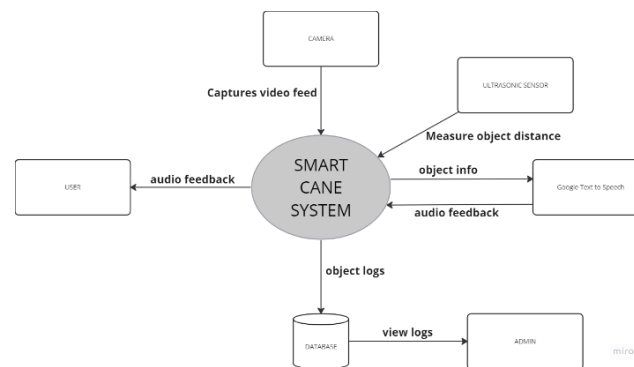 CAMERA
Captures video feed
ULTRASONIC SENSOR
Measure object distance
SMART
CANE
SYSTEM
USER
audio feedback
object info
Google Text to Speech
audio feedback
object logs
DATABASE
view logs
ADMIN
miro